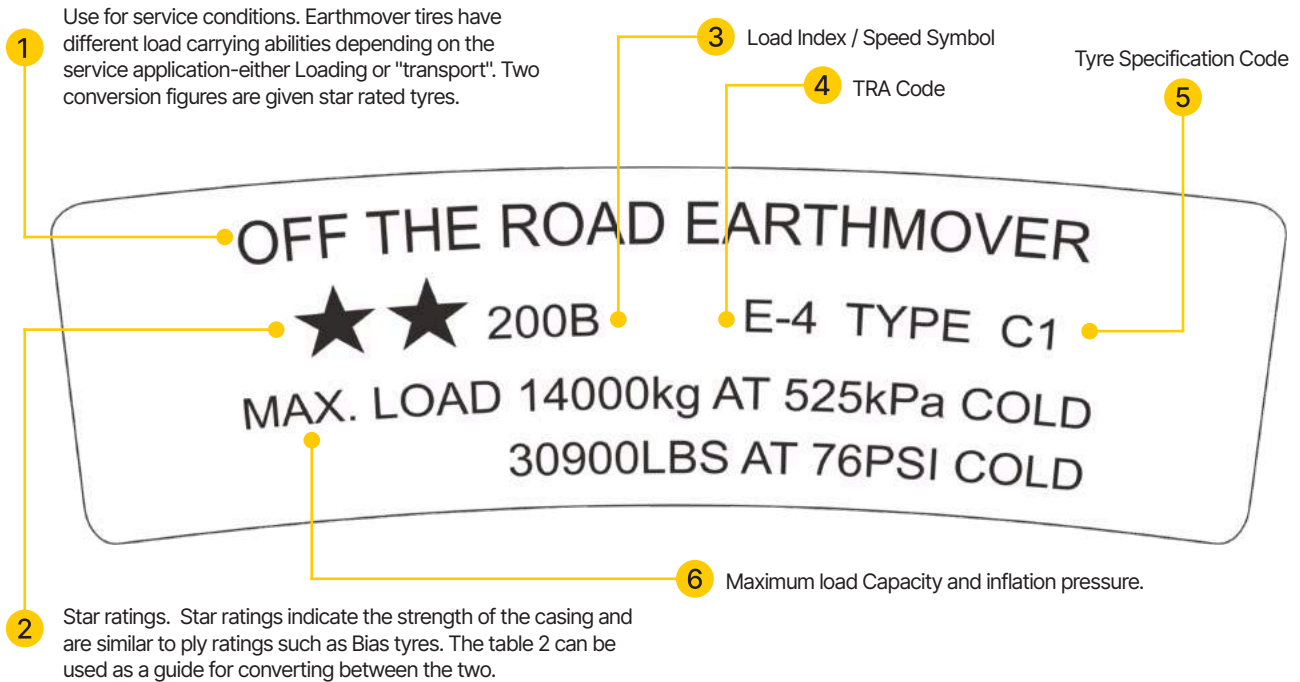 1
Use for service conditions. Earthmover tires have
different load carrying abilities depending on the
service application-either Loading or "transport". Two
conversion figures are given star rated tyres.
3 Load Index / Speed Symbol
4 TRA Code
Tyre Specification Code
5
OFF THE ROAD EARTHMOVER
★★ 200B E-4 TYPE C1
MAX. LOAD 14000kg AT 525kPa COLD
30900LBS AT 76PSI COLD
6 Maximum load Capacity and inflation pressure.
2
Star ratings. Star ratings indicate the strength of the casing and
are similar to ply ratings such as Bias tyres. The table 2 can be
used as a guide for converting between the two.